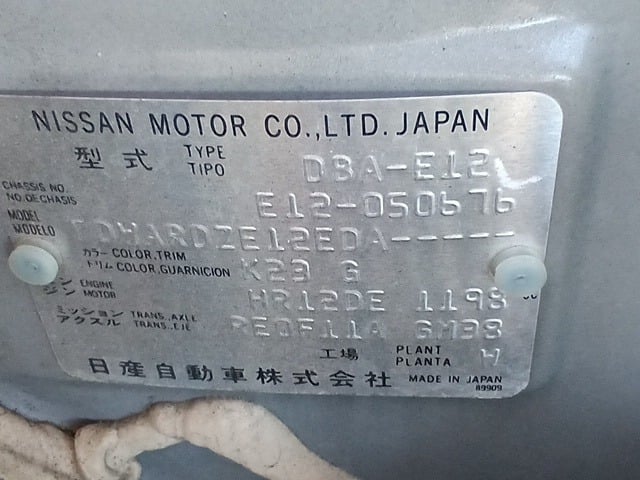 NISSAN MOTOR CO.,LTD. JAPAN
型式 TYPE TIPO DBA-E12
CHASSIS NO. NO.DECHASIS E12-050676
MODEL MODELO DWARDZE12EDA-----
カラー トリム COLOR,TRIM COLOR,GUARNICION K23 G
ENGINE MOTOR HR12DE 1198
ミッション アクスル TRANS.,AXLE TRANS.,EJE RE0F11A GM38
工場 PLANT PLANTA W
日産自動車株式会社 MADE IN JAPAN
89909